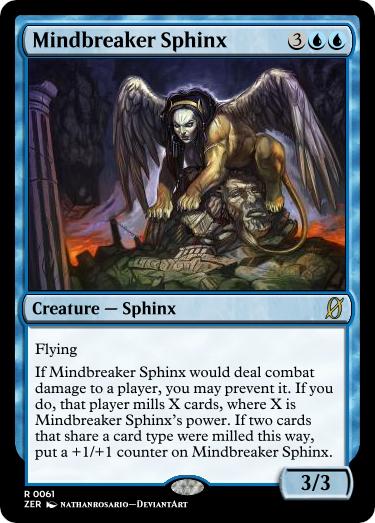 Mindbreaker Sphinx 3
Creature — Sphinx
Flying
If Mindbreaker Sphinx would deal combat
damage to a player, you may prevent it. If you
do, that player mills X cards, where X is
Mindbreaker Sphinx's power. If two cards
that share a card type were milled this way,
put a +1/+1 counter on Mindbreaker Sphinx.
3/3
R 0061
ZER NATHANROSARIO—DEVIANTART